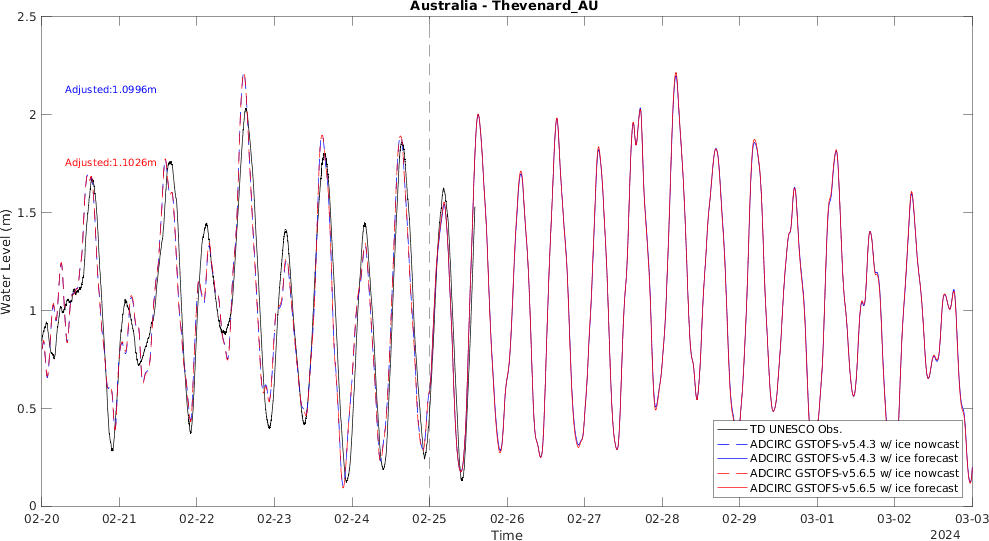 Australia - Thevenard_AU
2.5
2
1.5
1
0.5
0
Water Level (m)
Adjusted:1.0996m
Adjusted:1.1026m
TD UNESCO Obs.
ADCIRC GSTOFS-v5.4.3 w/ ice nowcast
ADCIRC GSTOFS-v5.4.3 w/ ice forecast
ADCIRC GSTOFS-v5.6.5 w/ ice nowcast
ADCIRC GSTOFS-v5.6.5 w/ ice forecast
02-20 02-21 02-22 02-23 02-24 02-25 02-26 02-27 02-28 02-29 03-01 03-02 03-03
Time
2024